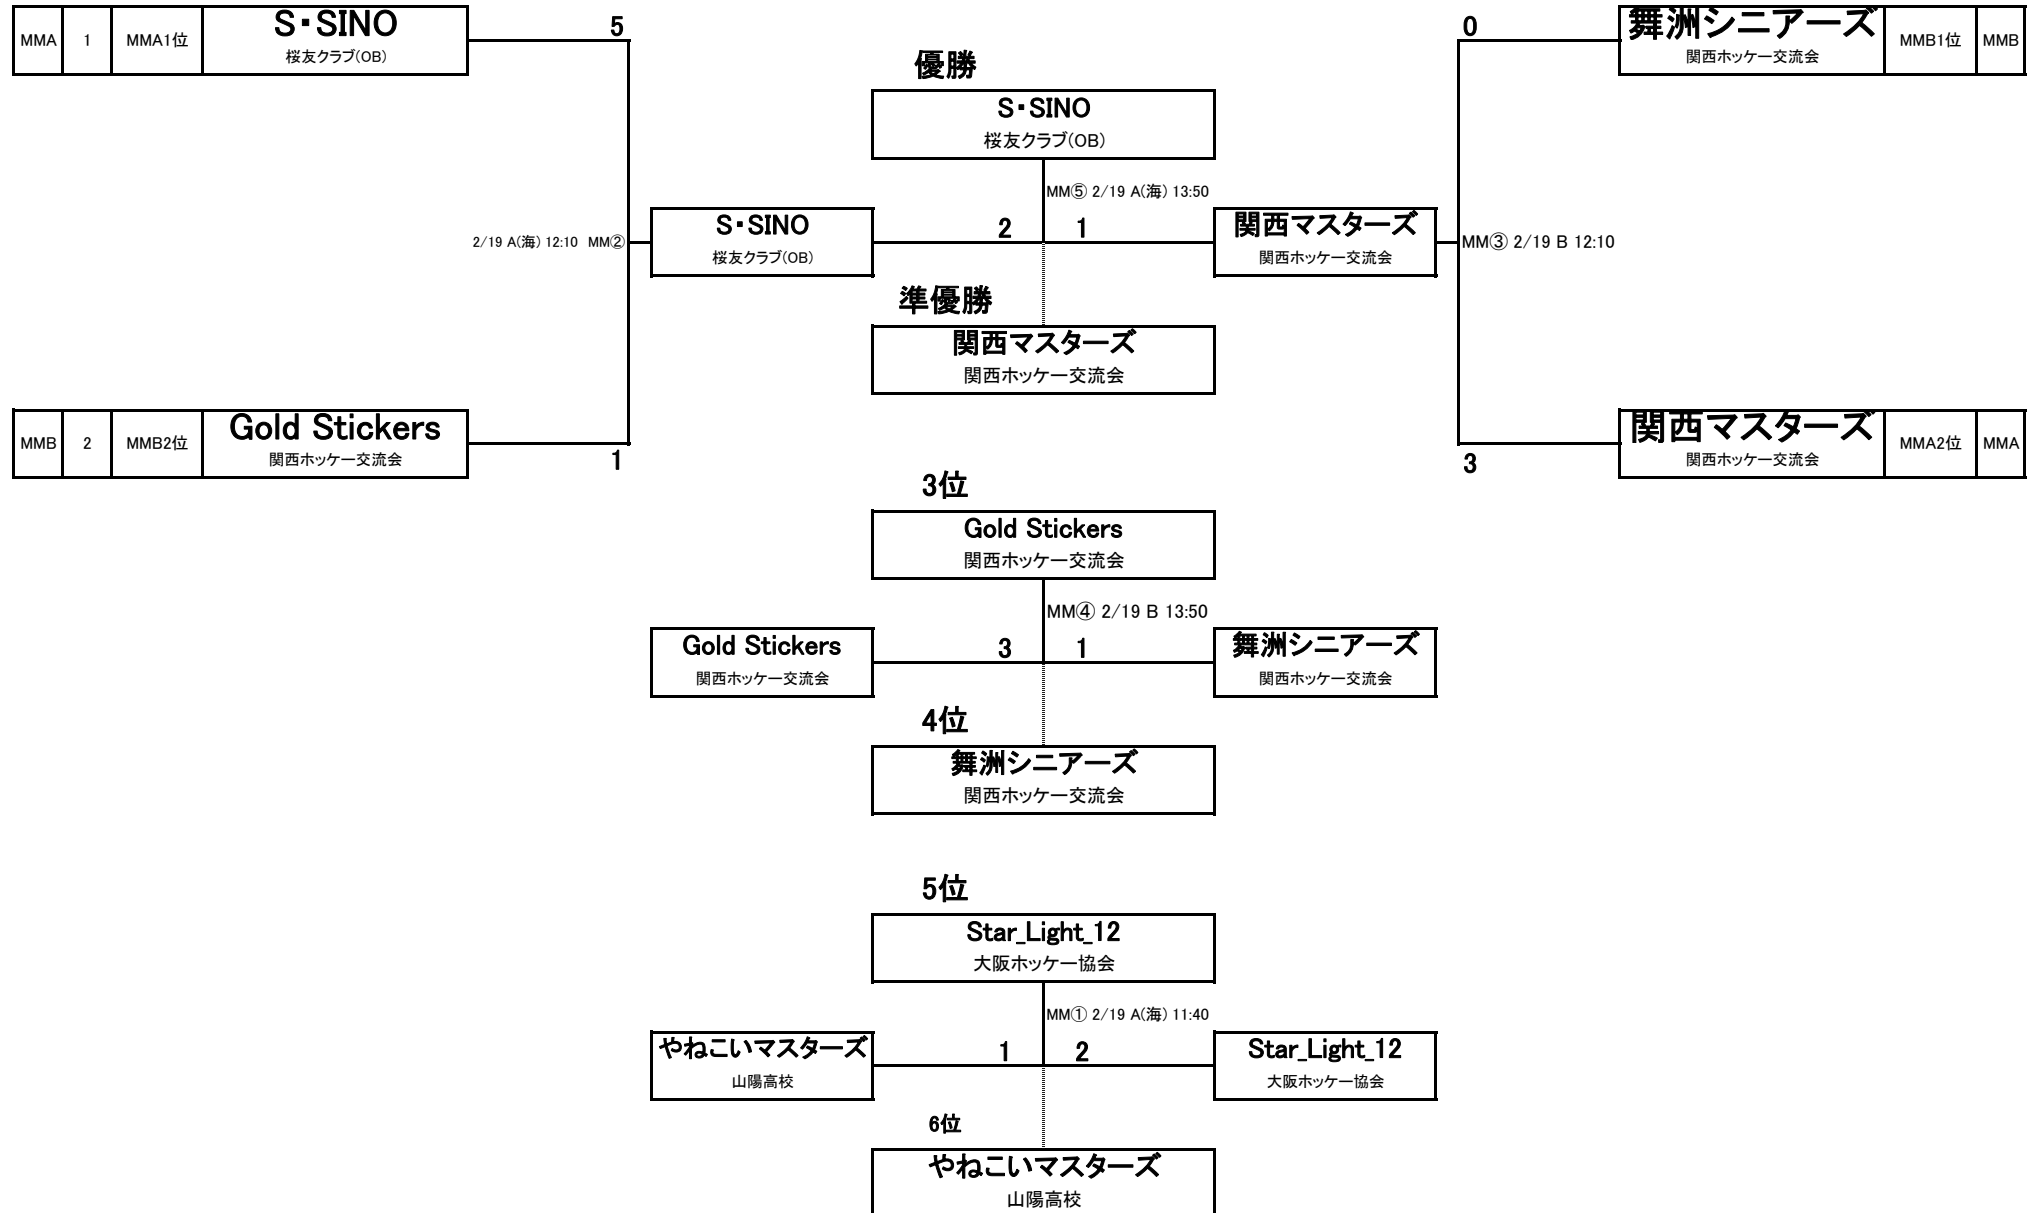 MMA 1 MMA1位 S・SINO
桜友クラブ(OB)
5
0
舞洲シニアーズ MMB1位 MMB
関西ホッケー交流会
優勝
S・SINO
桜友クラブ(OB)
MM⑤ 2/19 A(海) 13:50
2/19 A(海) 12:10 MM②
S・SINO
桜友クラブ(OB)
2 1
関西マスターズ
関西ホッケー交流会
MM③ 2/19 B 12:10
準優勝
関西マスターズ
関西ホッケー交流会
MMB 2 MMB2位 Gold Stickers
関西ホッケー交流会
1
3
関西マスターズ MMA2位 MMA
関西ホッケー交流会
3位
Gold Stickers
関西ホッケー交流会
MM④ 2/19 B 13:50
Gold Stickers
関西ホッケー交流会
3 1
舞洲シニアーズ
関西ホッケー交流会
4位
舞洲シニアーズ
関西ホッケー交流会
5位
Star_Light_12
大阪ホッケー協会
MM① 2/19 A(海) 11:40
やねこいマスターズ
山陽高校
1 2
Star_Light_12
大阪ホッケー協会
6位
やねこいマスターズ
山陽高校